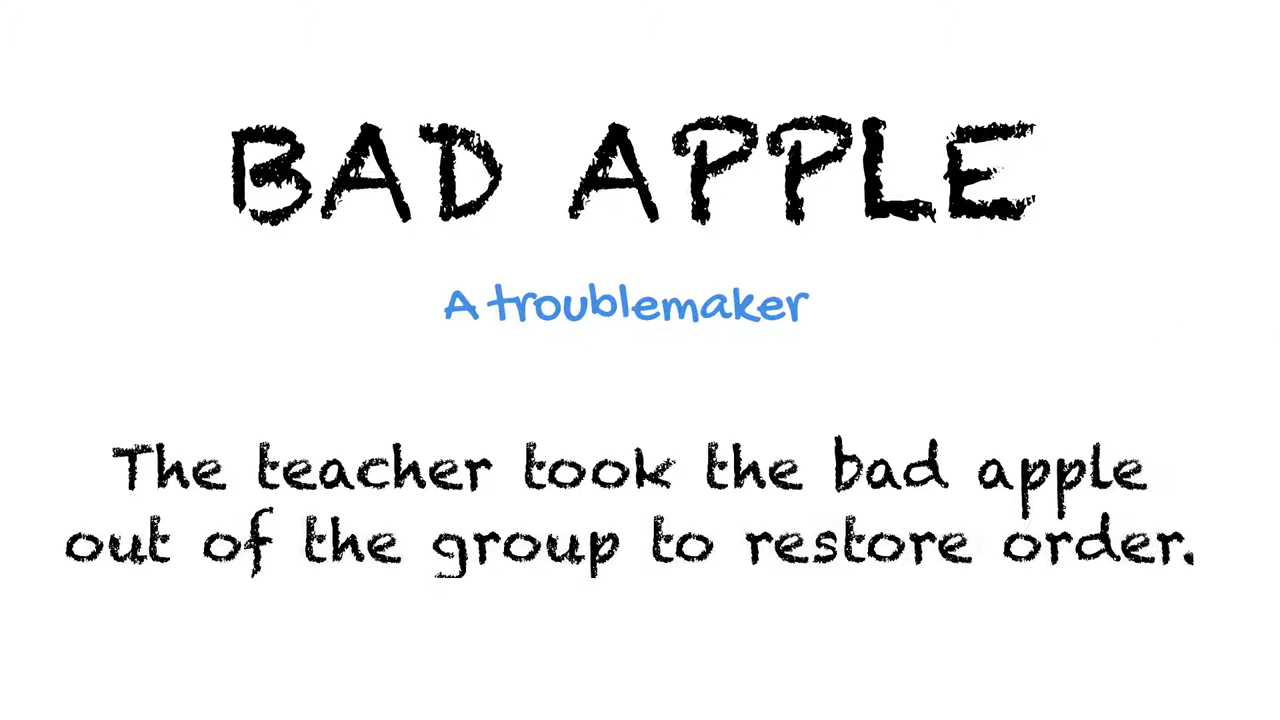 BAD APPLE
A troublemaker
The teacher took the bad apple
out of the group to restore order.